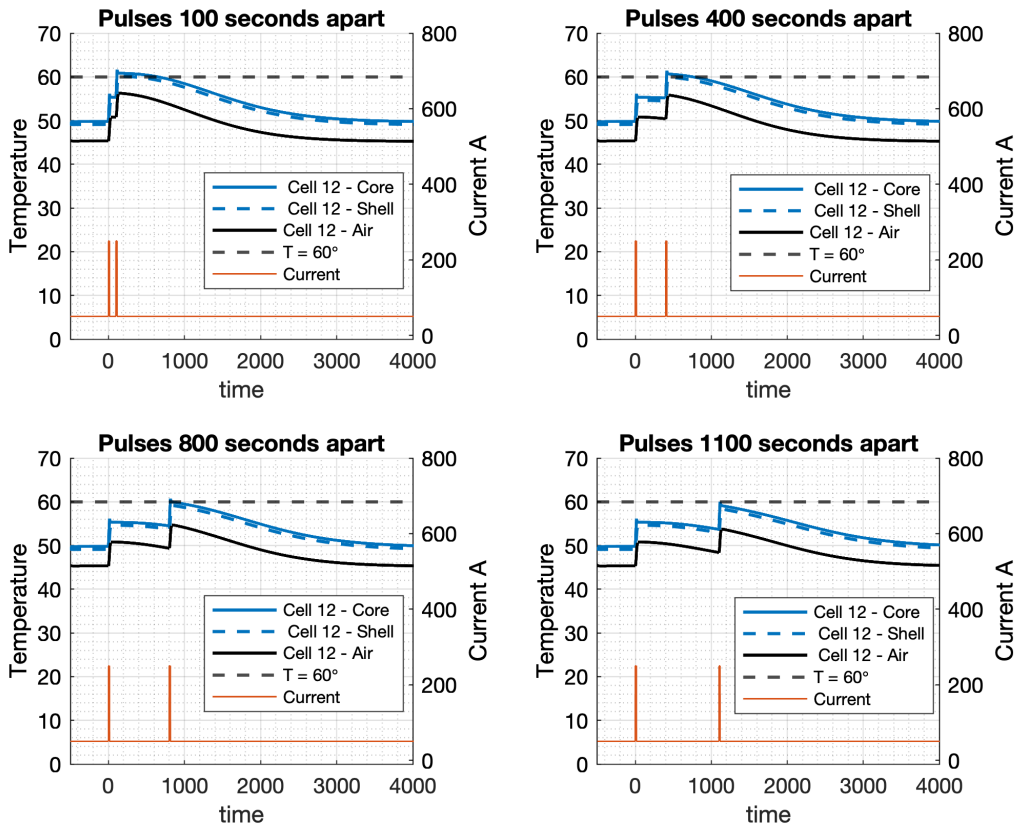 Pulses 100 seconds apart
70
60
50
40
30
20
10
0
Temperature
800
600
400
200
0
Current A
Cell 12 - Core
Cell 12 - Shell
Cell 12 - Air
T = 60°
Current
0
1000
2000
3000
4000
time
Pulses 400 seconds apart
70
60
50
40
30
20
10
0
Temperature
800
600
400
200
0
Current A
Cell 12 - Core
Cell 12 - Shell
Cell 12 - Air
T = 60°
Current
0
1000
2000
3000
4000
time
Pulses 800 seconds apart
70
60
50
40
30
20
10
0
Temperature
800
600
400
200
0
Current A
Cell 12 - Core
Cell 12 - Shell
Cell 12 - Air
T = 60°
Current
0
1000
2000
3000
4000
time
Pulses 1100 seconds apart
70
60
50
40
30
20
10
0
Temperature
800
600
400
200
0
Current A
Cell 12 - Core
Cell 12 - Shell
Cell 12 - Air
T = 60°
Current
0
1000
2000
3000
4000
time